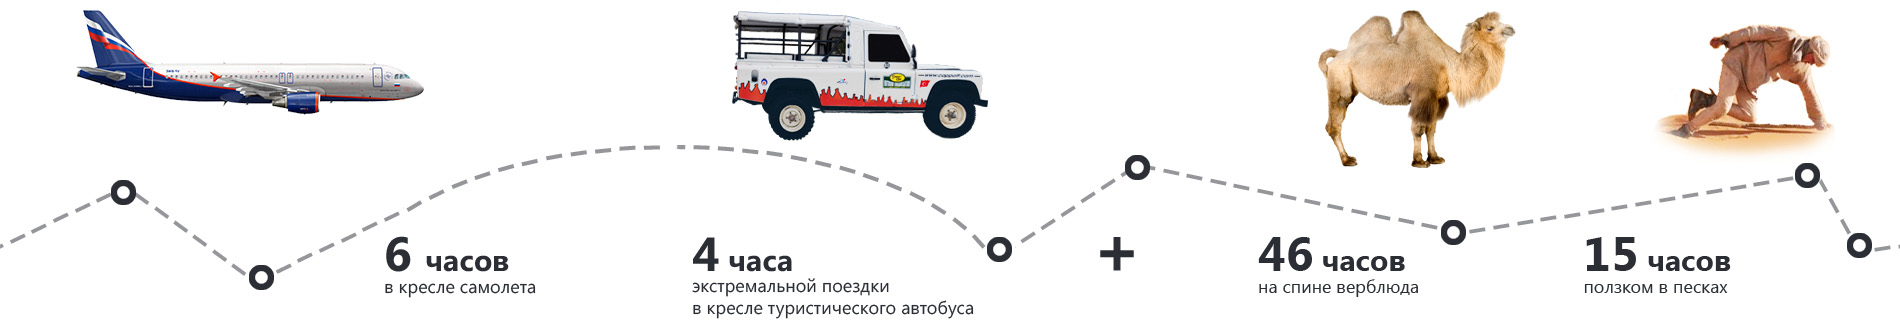 6 часов
в кресле самолета
4 часа
экстремальной поездки
в кресле туристического автобуса
+
46 часов
на спине верблюда
15 часов
ползком в песках